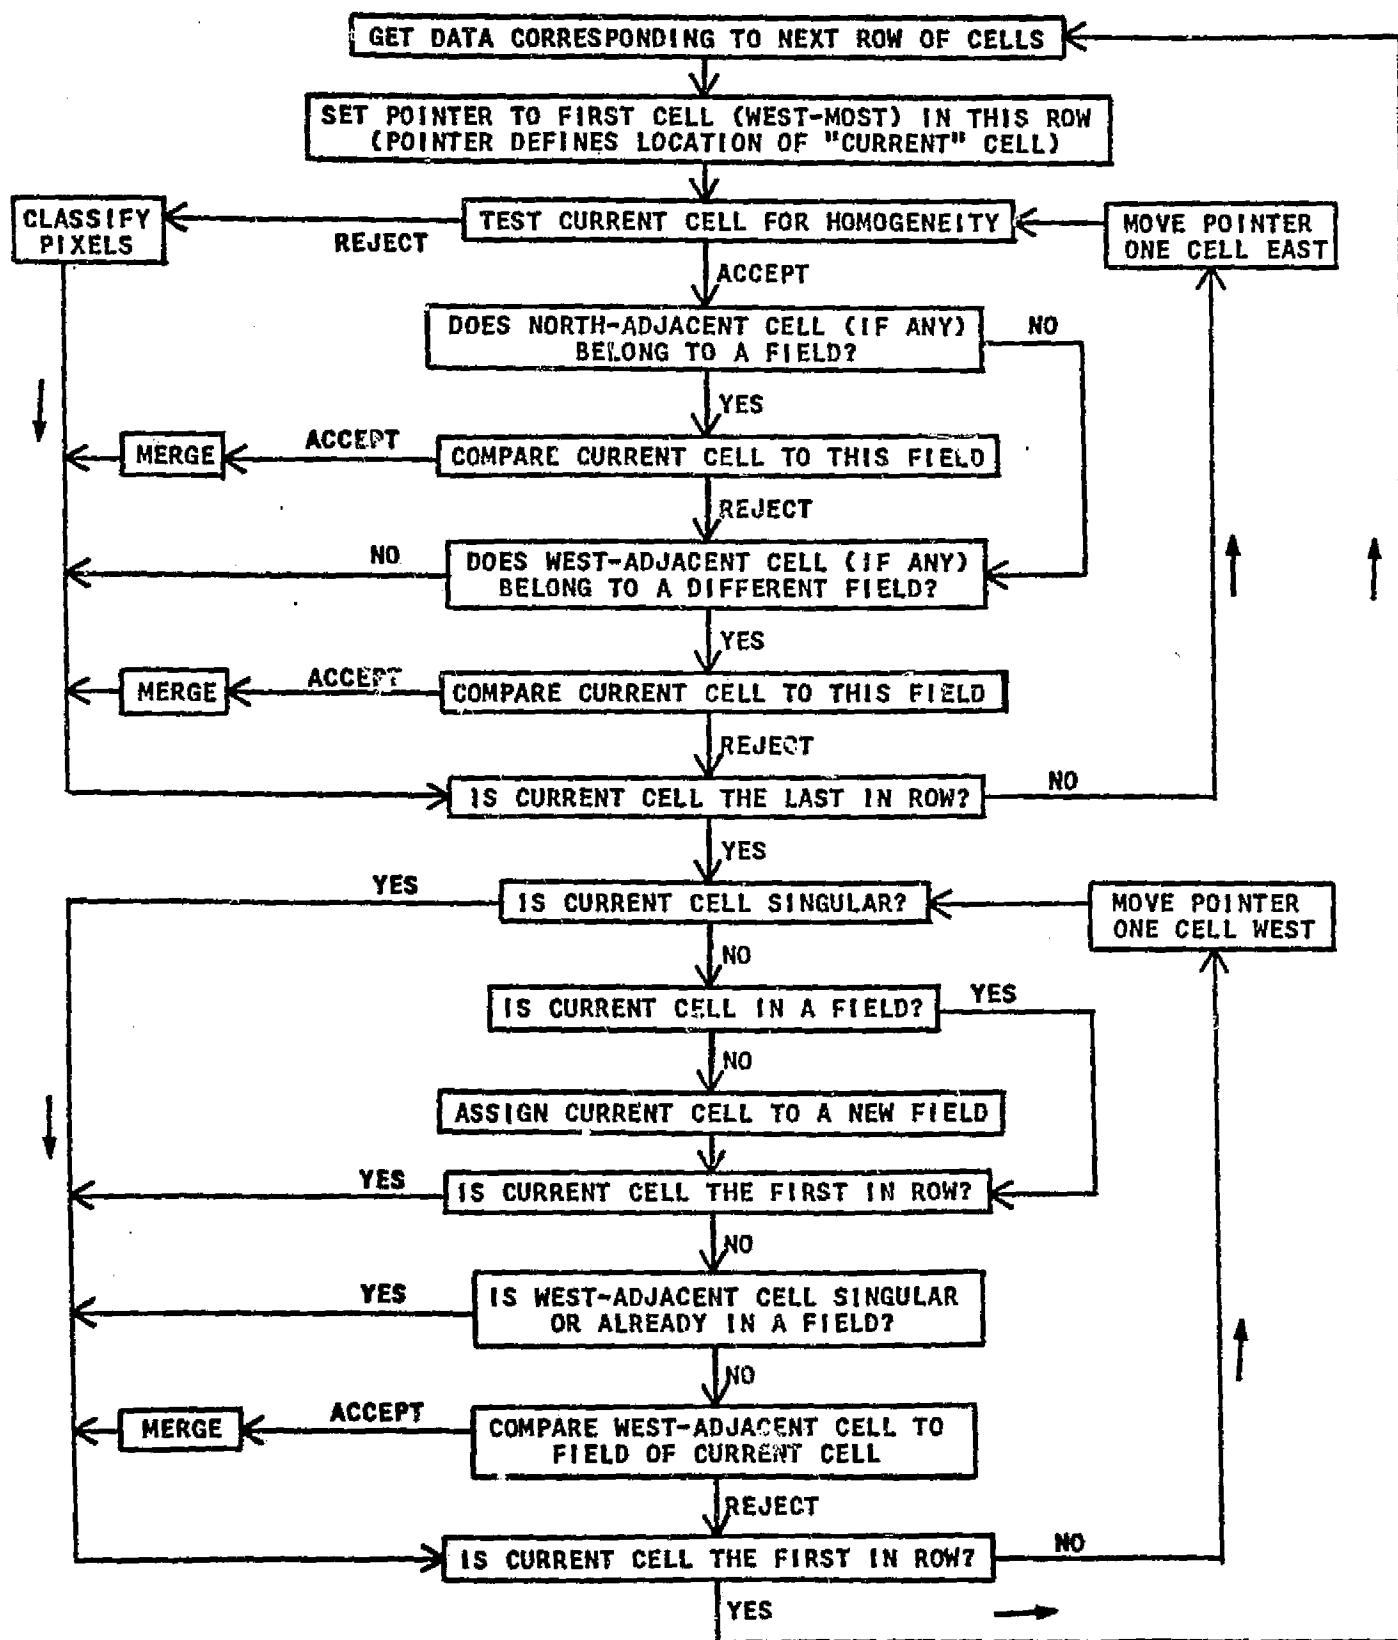 GET DATA CORRESPONDING TO NEXT ROW OF CELLS
SET POINTER TO FIRST CELL (WEST-MOST) IN THIS ROW
(POINTER DEFINES LOCATION OF "CURRENT" CELL)
CLASSIFY
PIXELS
REJECT
TEST CURRENT CELL FOR HOMOGENEITY
MOVE POINTER
ONE CELL EAST
ACCEPT
DOES NORTH-ADJACENT CELL (IF ANY)
BELONG TO A FIELD?
NO
YES
MERGE
ACCEPT
COMPARE CURRENT CELL TO THIS FIELD
REJECT
NO
DOES WEST-ADJACENT CELL (IF ANY)
BELONG TO A DIFFERENT FIELD?
YES
MERGE
ACCEPT
COMPARE CURRENT CELL TO THIS FIELD
REJECT
IS CURRENT CELL THE LAST IN ROW?
NO
YES
YES
IS CURRENT CELL SINGULAR?
MOVE POINTER
ONE CELL WEST
NO
IS CURRENT CELL IN A FIELD?
YES
NO
ASSIGN CURRENT CELL TO A NEW FIELD
YES
IS CURRENT CELL THE FIRST IN ROW?
NO
YES
IS WEST-ADJACENT CELL SINGULAR
OR ALREADY IN A FIELD?
NO
MERGE
ACCEPT
COMPARE WEST-ADJACENT CELL TO
FIELD OF CURRENT CELL
REJECT
IS CURRENT CELL THE FIRST IN ROW?
NO
YES